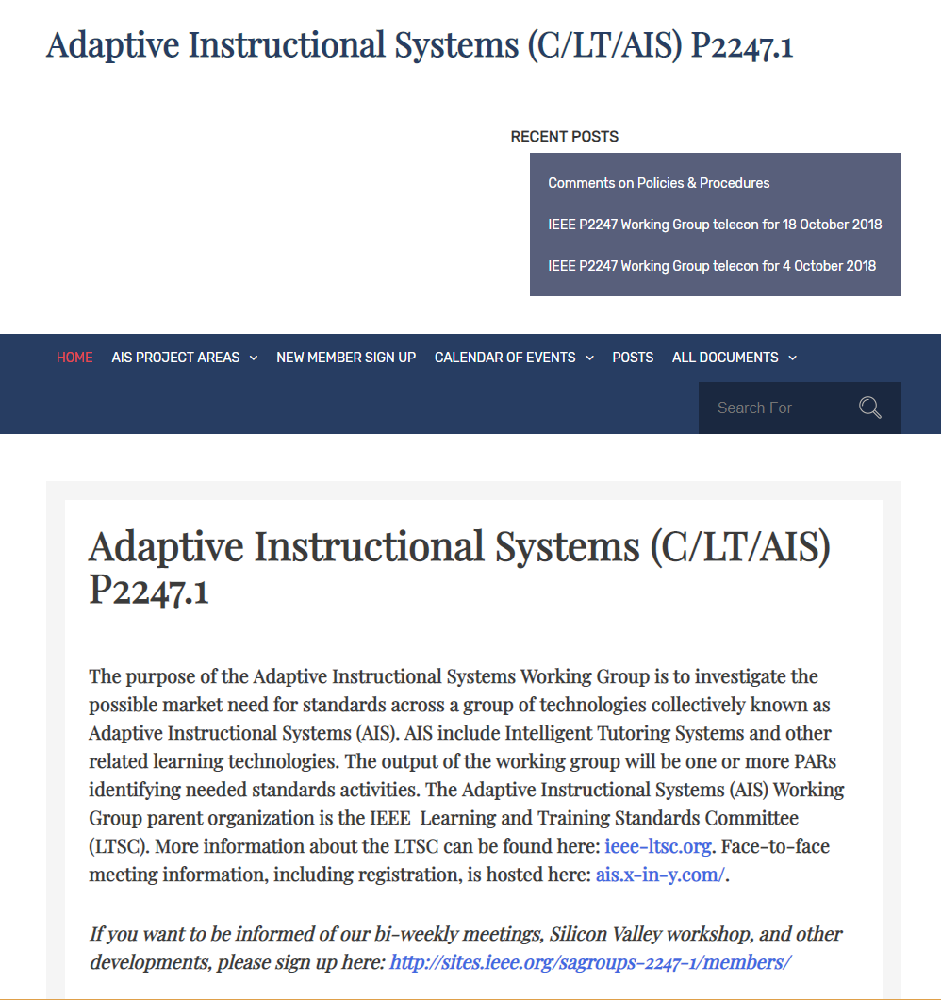 Adaptive Instructional Systems (C/LT/AIS) P2247.1
RECENT POSTS
Comments on Policies & Procedures
IEEE P2247 Working Group telecon for 18 October 2018
IEEE P2247 Working Group telecon for 4 October 2018
HOME AIS PROJECT AREAS NEW MEMBER SIGN UP CALENDAR OF EVENTS POSTS ALL DOCUMENTS
Search For
Adaptive Instructional Systems (C/LT/AIS)
P2247.1
The purpose of the Adaptive Instructional Systems Working Group is to investigate the
possible market need for standards across a group of technologies collectively known as
Adaptive Instructional Systems (AIS). AIS include Intelligent Tutoring Systems and other
related learning technologies. The output of the working group will be one or more PARs
identifying needed standards activities. The Adaptive Instructional Systems (AIS) Working
Group parent organization is the IEEE  Learning and Training Standards Committee
(LTSC). More information about the LTSC can be found here: ieee-ltsc.org. Face-to-face
meeting information, including registration, is hosted here: ais.x-in-y.com/.
If you want to be informed of our bi-weekly meetings, Silicon Valley workshop, and other
developments, please sign up here: http://sites.ieee.org/sagroups-2247-1/members/